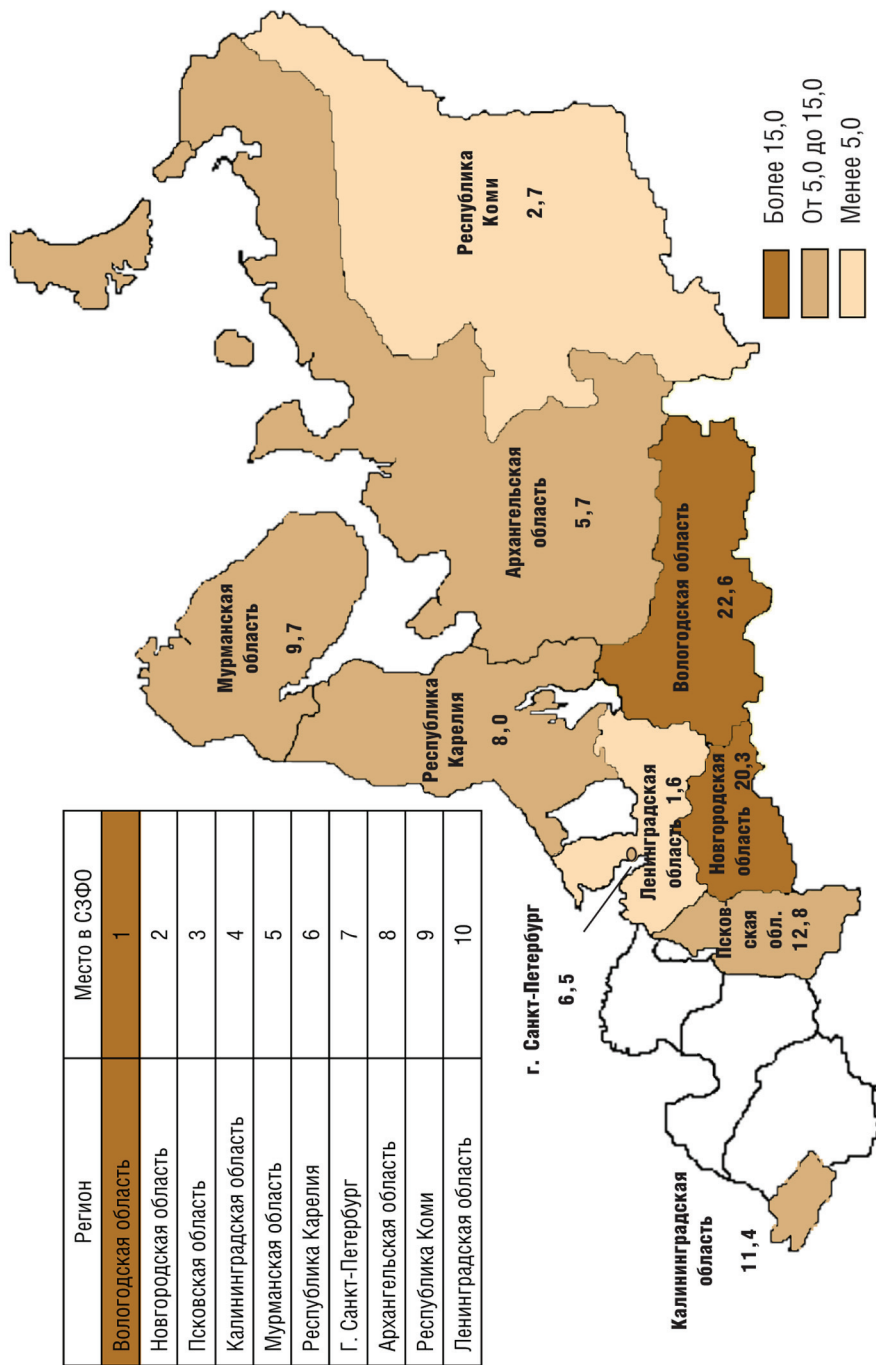 Регион Место в СЗФО
Вологодская область 1
Новгородская область 2
Псковская область 3
Калининградская область 4
Мурманская область 5
Республика Карелия 6
Г. Санкт-Петербург 7
Архангельская область 8
Республика Коми 9
Ленинградская область 10
Мурманская
область
9,7
Республика
Карелия
8,0
Архангельская
область
5,7
Республика
Коми
2,7
г. Санкт-Петербург
6,5
Ленинградская
область 1,6
Вологодская область
22,6
Новгородская
область 20,3
Псков-
ская
обл.
12,8
Калининградская
область
11,4
Более 15,0
От 5,0 до 15,0
Менее 5,0